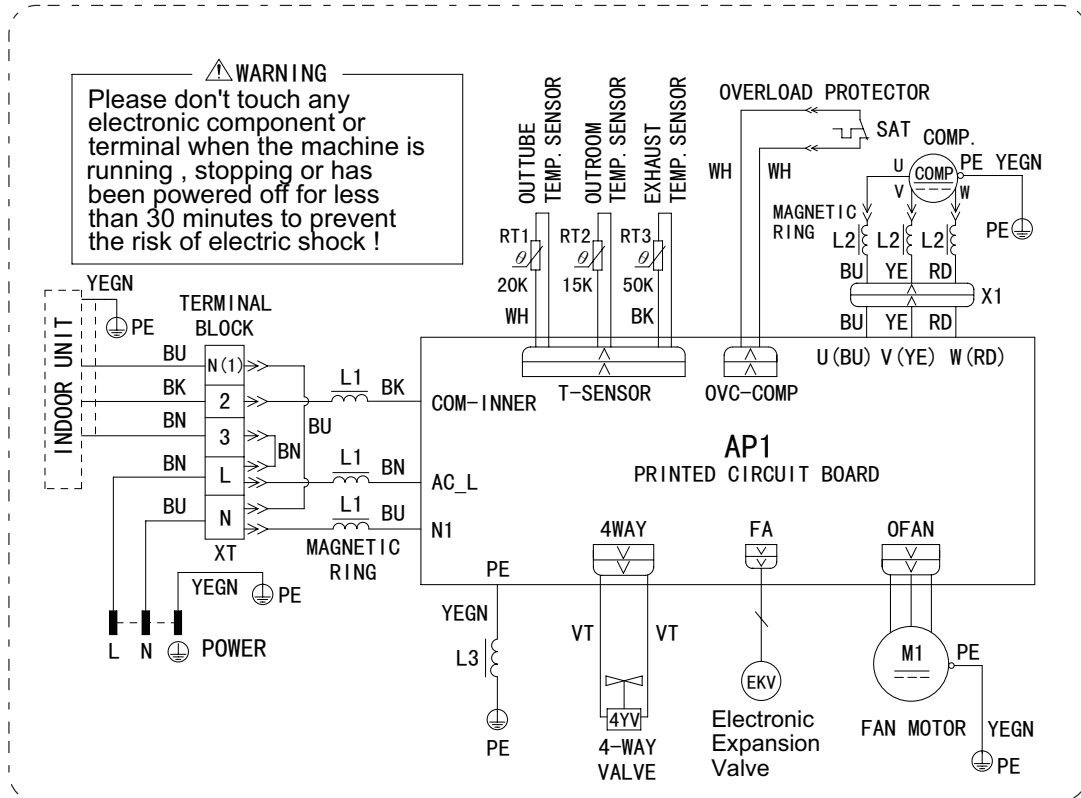 WARNING
Please don't touch any
electronic component or
terminal when the machine is
running , stopping or has
been powered off for less
than 30 minutes to prevent
the risk of electric shock !
OUTTUBE
TEMP. SENSOR
OUTROOM
TEMP. SENSOR
EXHAUST
TEMP. SENSOR
OVERLOAD PROTECTOR
SAT
WH
WH
COMP.
U
V
W
COMP
PE YEGN
PE
MAGNETIC
RING
L2
L2
L2
BU
YE
RD
X1
BU
YE
RD
RT1
θ
20K
RT2
θ
15K
RT3
θ
50K
WH
BK
YEGN
PE
INDOOR UNIT
TERMINAL
BLOCK
BU
N(1)
BK
2
BN
3
BN
L
BU
N
XT
BU
BN
L1
BK
L1
BN
L1
BU
MAGNETIC
RING
YEGN
PE
L
N
POWER
T-SENSOR
OVC-COMP
U(BU) V(YE) W(RD)
COM-INNER
AC_L
N1
AP1
PRINTED CIRCUIT BOARD
PE
4WAY
FA
OFAN
YEGN
L3
PE
VT
VT
4YV
4-WAY
VALVE
EKV
Electronic
Expansion
Valve
M1
PE
FAN MOTOR
YEGN
PE